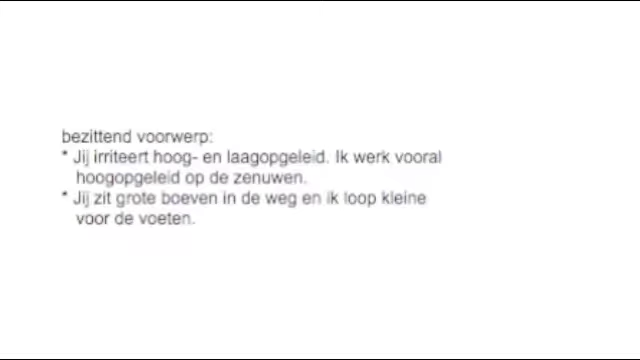 bezittend voorwerp:
* Jij irriteert hoog- en laagopgeleid. Ik werk vooral
hoogopgeleid op de zenuwen.
* Jij zit grote boeven in de weg en ik loop kleine
voor de voeten.